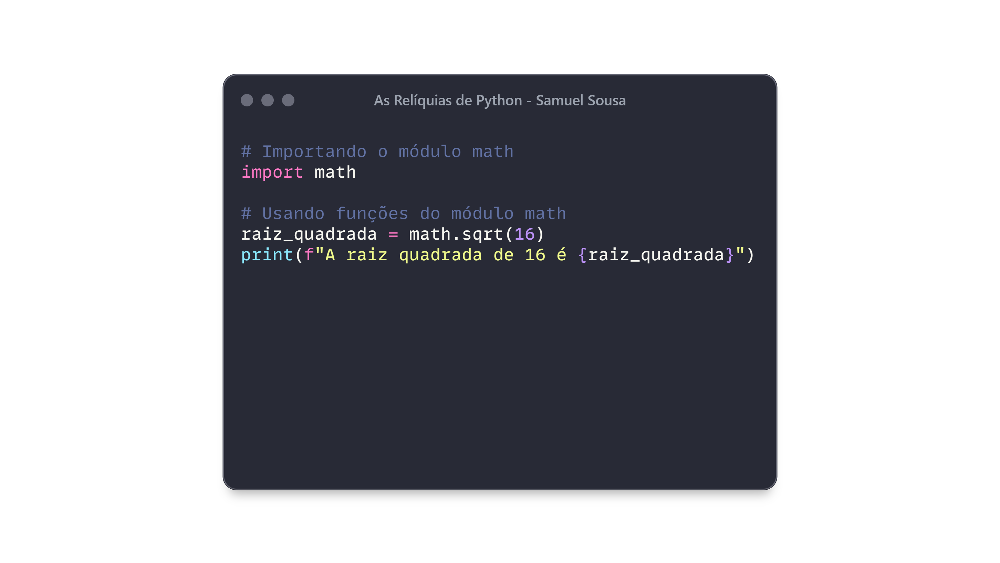 As Relíquias de Python - Samuel Sousa
# Importando o módulo math
import math
# Usando funções do módulo math
raiz_quadrada = math.sqrt(16)
print(f"A raiz quadrada de 16 é {raiz_quadrada}")